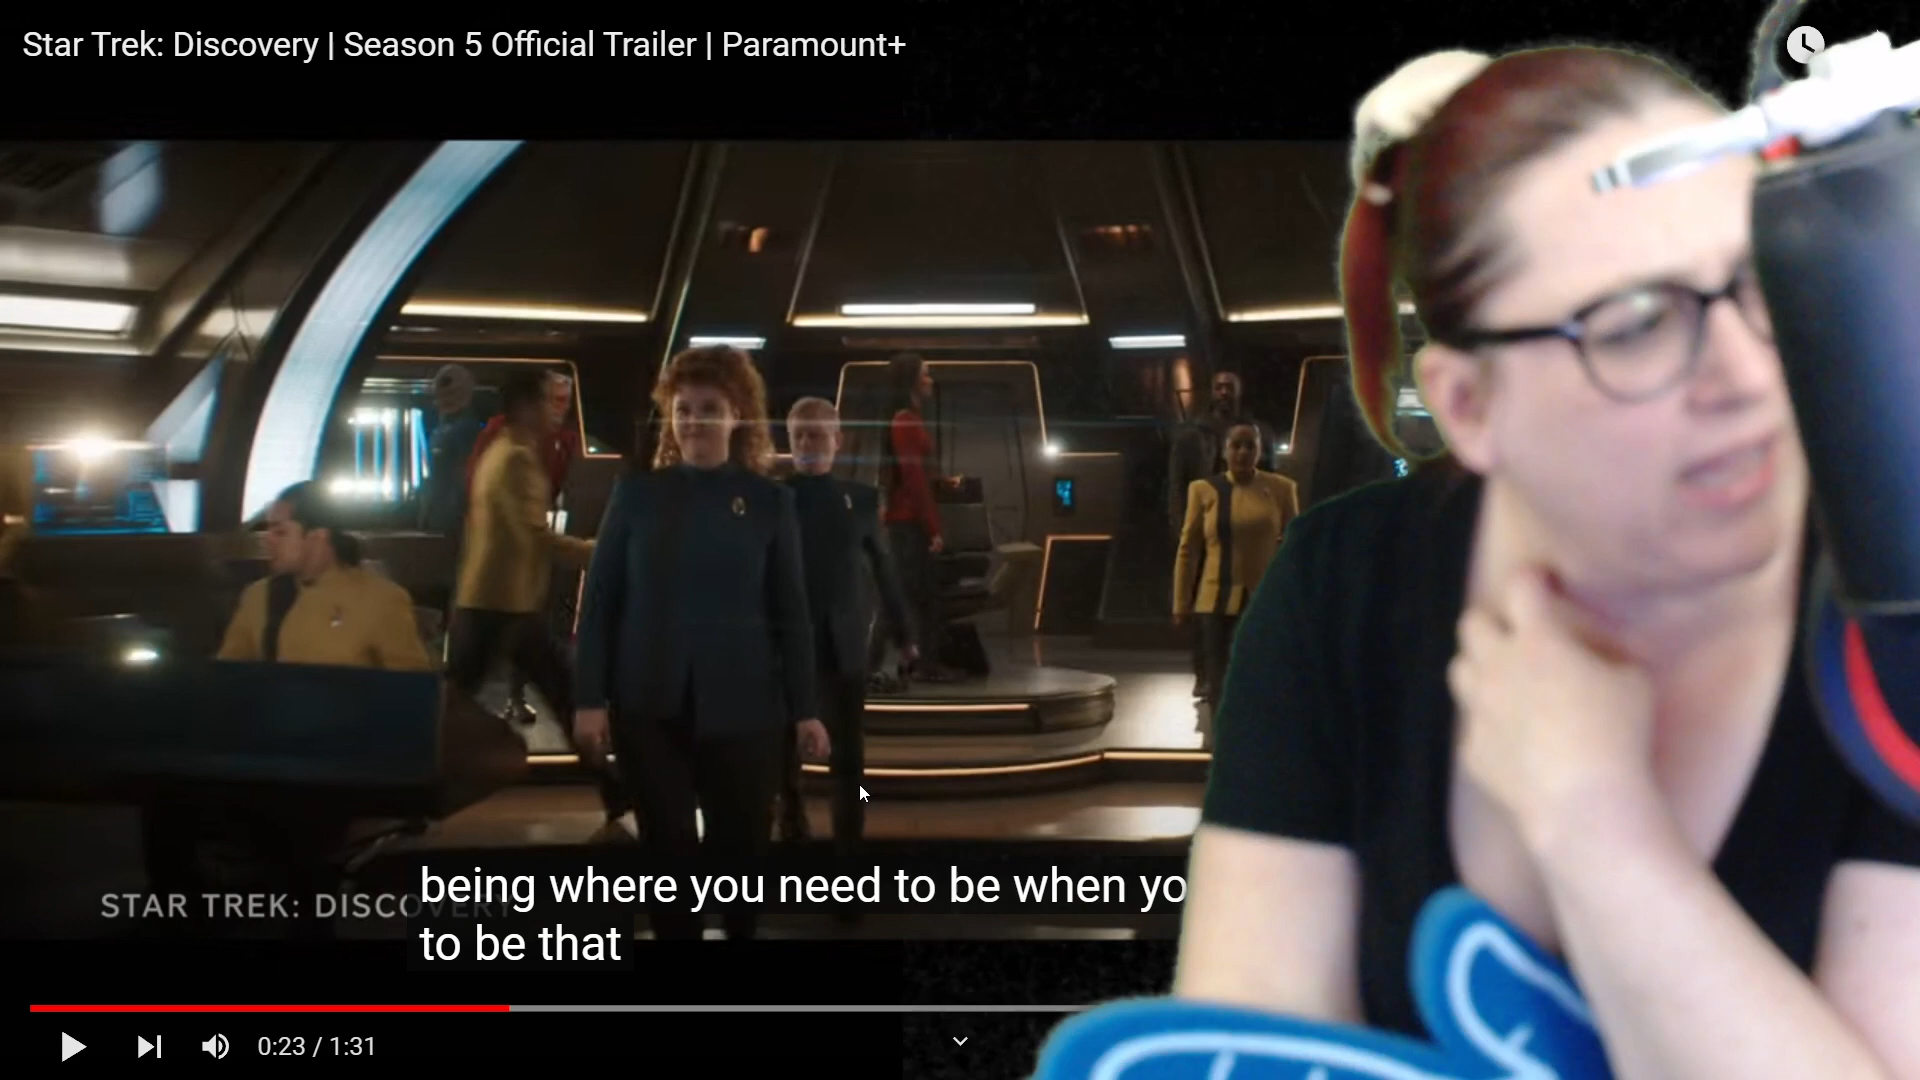 Star Trek: Discovery | Season 5 Official Trailer | Paramount+
being where you need to be when yo
STAR TREK: DISCOVERY
to be that
0:23 / 1:31